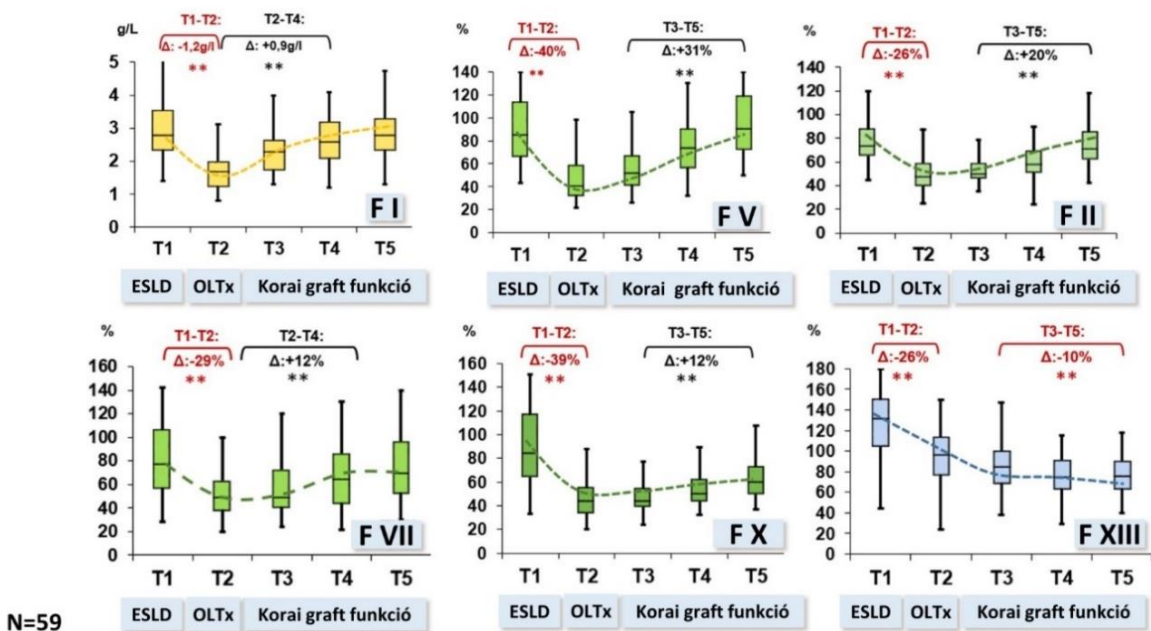 g/L
T1-T2:
T2-T4:
Δ: -1,2g/l
Δ: +0,9g/l
**
**
5
4
3
2
1
0
F I
T1 T2 T3 T4 T5
ESLD OLTx Korai graft funkció
%
T1-T2:
T3-T5:
Δ:-40%
Δ:+31%
**
**
140
120
100
80
60
40
20
0
F V
T1 T2 T3 T4 T5
ESLD OLTx Korai graft funkció
%
T1-T2:
T3-T5:
Δ:-26%
Δ:+20%
**
**
140
120
100
80
60
40
20
0
F II
T1 T2 T3 T4 T5
ESLD OLTx Korai graft funkció
%
T1-T2:
T2-T4:
Δ:-29%
Δ:+12%
**
**
160
140
120
100
80
60
40
20
0
F VII
T1 T2 T3 T4 T5
ESLD OLTx Korai graft funkció
%
T1-T2:
T3-T5:
Δ:-39%
Δ:+12%
**
**
160
140
120
100
80
60
40
20
0
F X
T1 T2 T3 T4 T5
ESLD OLTx Korai graft funkció
%
T1-T2:
T3-T5:
Δ:-26%
Δ:-10%
**
**
180
160
140
120
100
80
60
40
20
0
F XIII
T1 T2 T3 T4 T5
ESLD OLTx Korai graft funkció
N=59